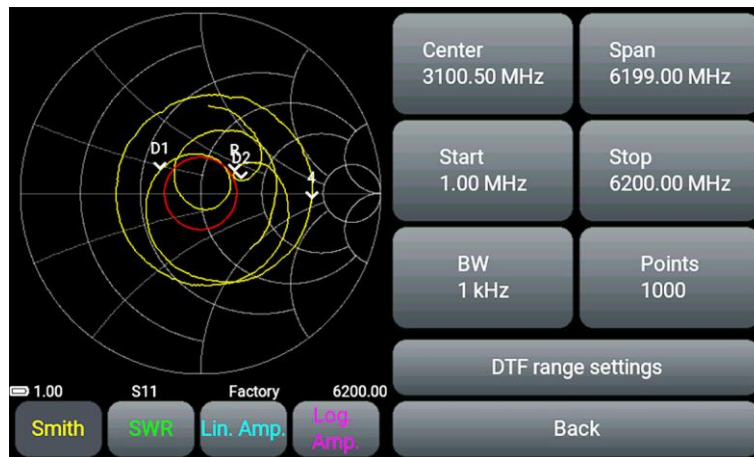 D1
R
D2
4
1.00
S11
Factory
6200.00
Smith
SWR
Lin. Amp.
Log
Amp.
Center
3100.50 MHz
Span
6199.00 MHz
Start
1.00 MHz
Stop
6200.00 MHz
BW
1 kHz
Points
1000
DTF range settings
Back